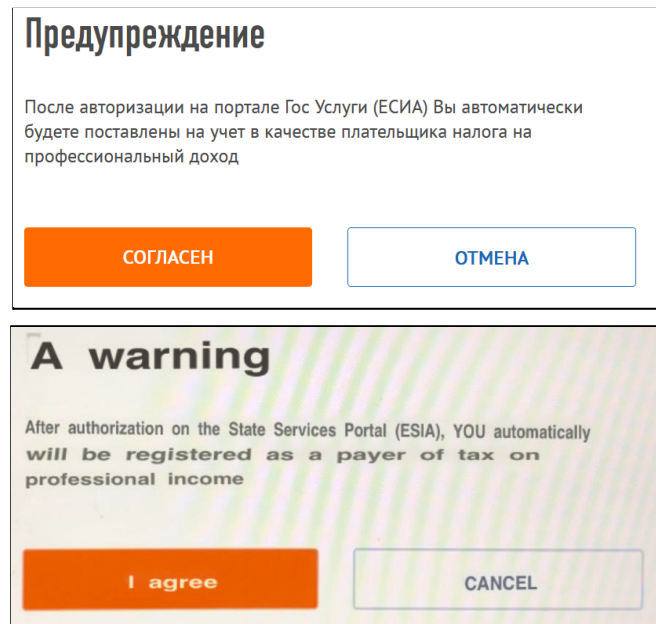 Предупреждение
После авторизации на портале Гос Услуги (ЕСИА) Вы автоматически
будете поставлены на учет в качестве плательщика налога на
профессиональный доход
СОГЛАСЕН
ОТМЕНА
A warning
After authorization on the State Services Portal (ESIA), YOU automatically
will be registered as a payer of tax on
professional income
I agree
CANCEL